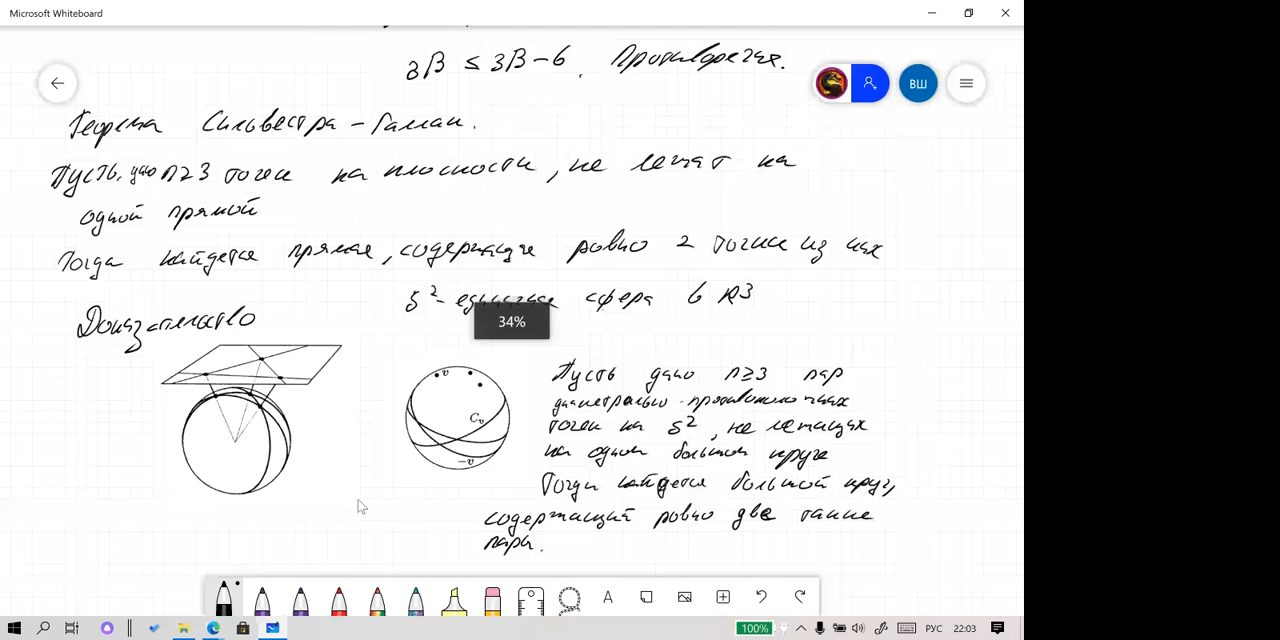 Microsoft Whiteboard
3В ≤ 3В – 6. Противоречие.
ВШ
Теорема Сильвестра – Галлаи.
Пусть дано n≥3 точки на плоскости, не лежат на
одной прямой
Тогда найдется прямая, содержащая ровно 2 точки из них
S² - единичная сфера в R3
34%
Доказательство
Пусть дано n≥3 пар
диаметрально-противоположных
точек на S², не лежащих
на одном большом круге
Тогда найдется большой круг,
содержащий ровно две такие
пары.
v
Cᵥ
–v
A
100%
РУС
22:03